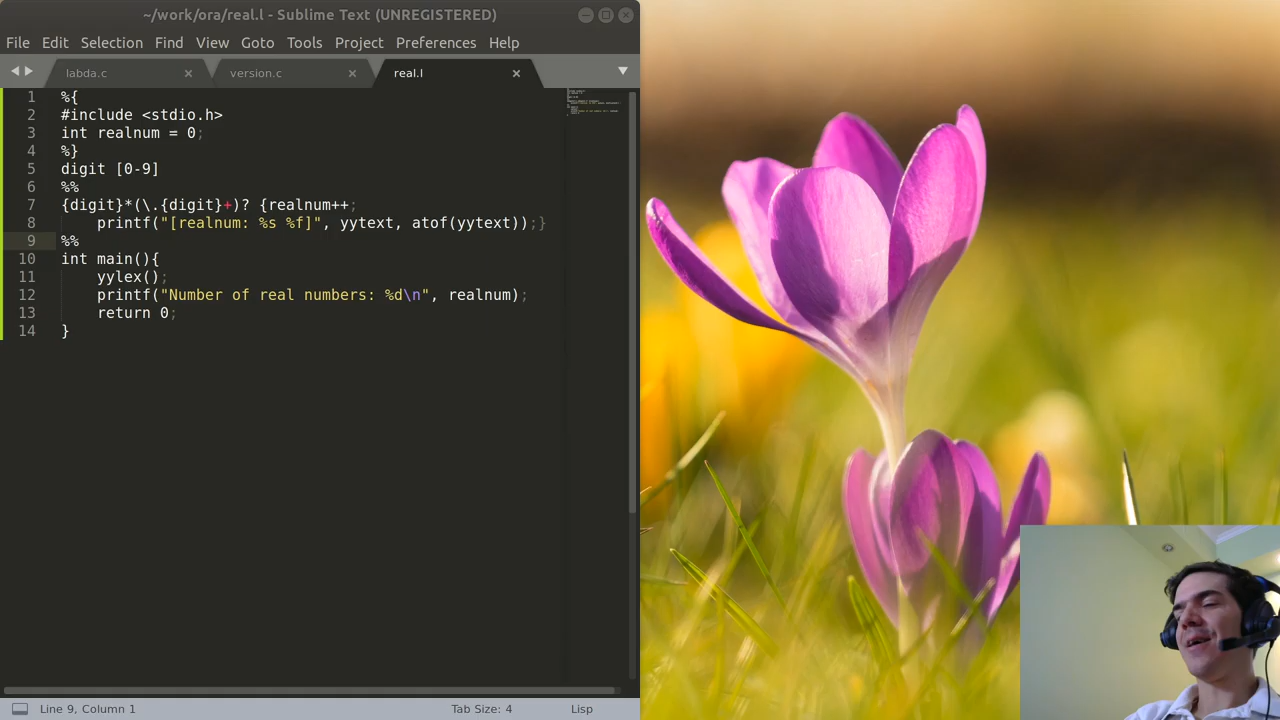 ~/work/ora/real.l - Sublime Text (UNREGISTERED)
File Edit Selection Find View Goto Tools Project Preferences Help
labda.c version.c real.l
1 %{
2 #include <stdio.h>
3 int realnum = 0;
4 %}
5 digit [0-9]
6 %%
7 {digit}*(\.{digit}+)? {realnum++;
8 printf("[realnum: %s %f]", yytext, atof(yytext));}
9 %%
10 int main(){
11 yylex();
12 printf("Number of real numbers: %d\n", realnum);
13 return 0;
14 }
Line 9, Column 1 Tab Size: 4 Lisp